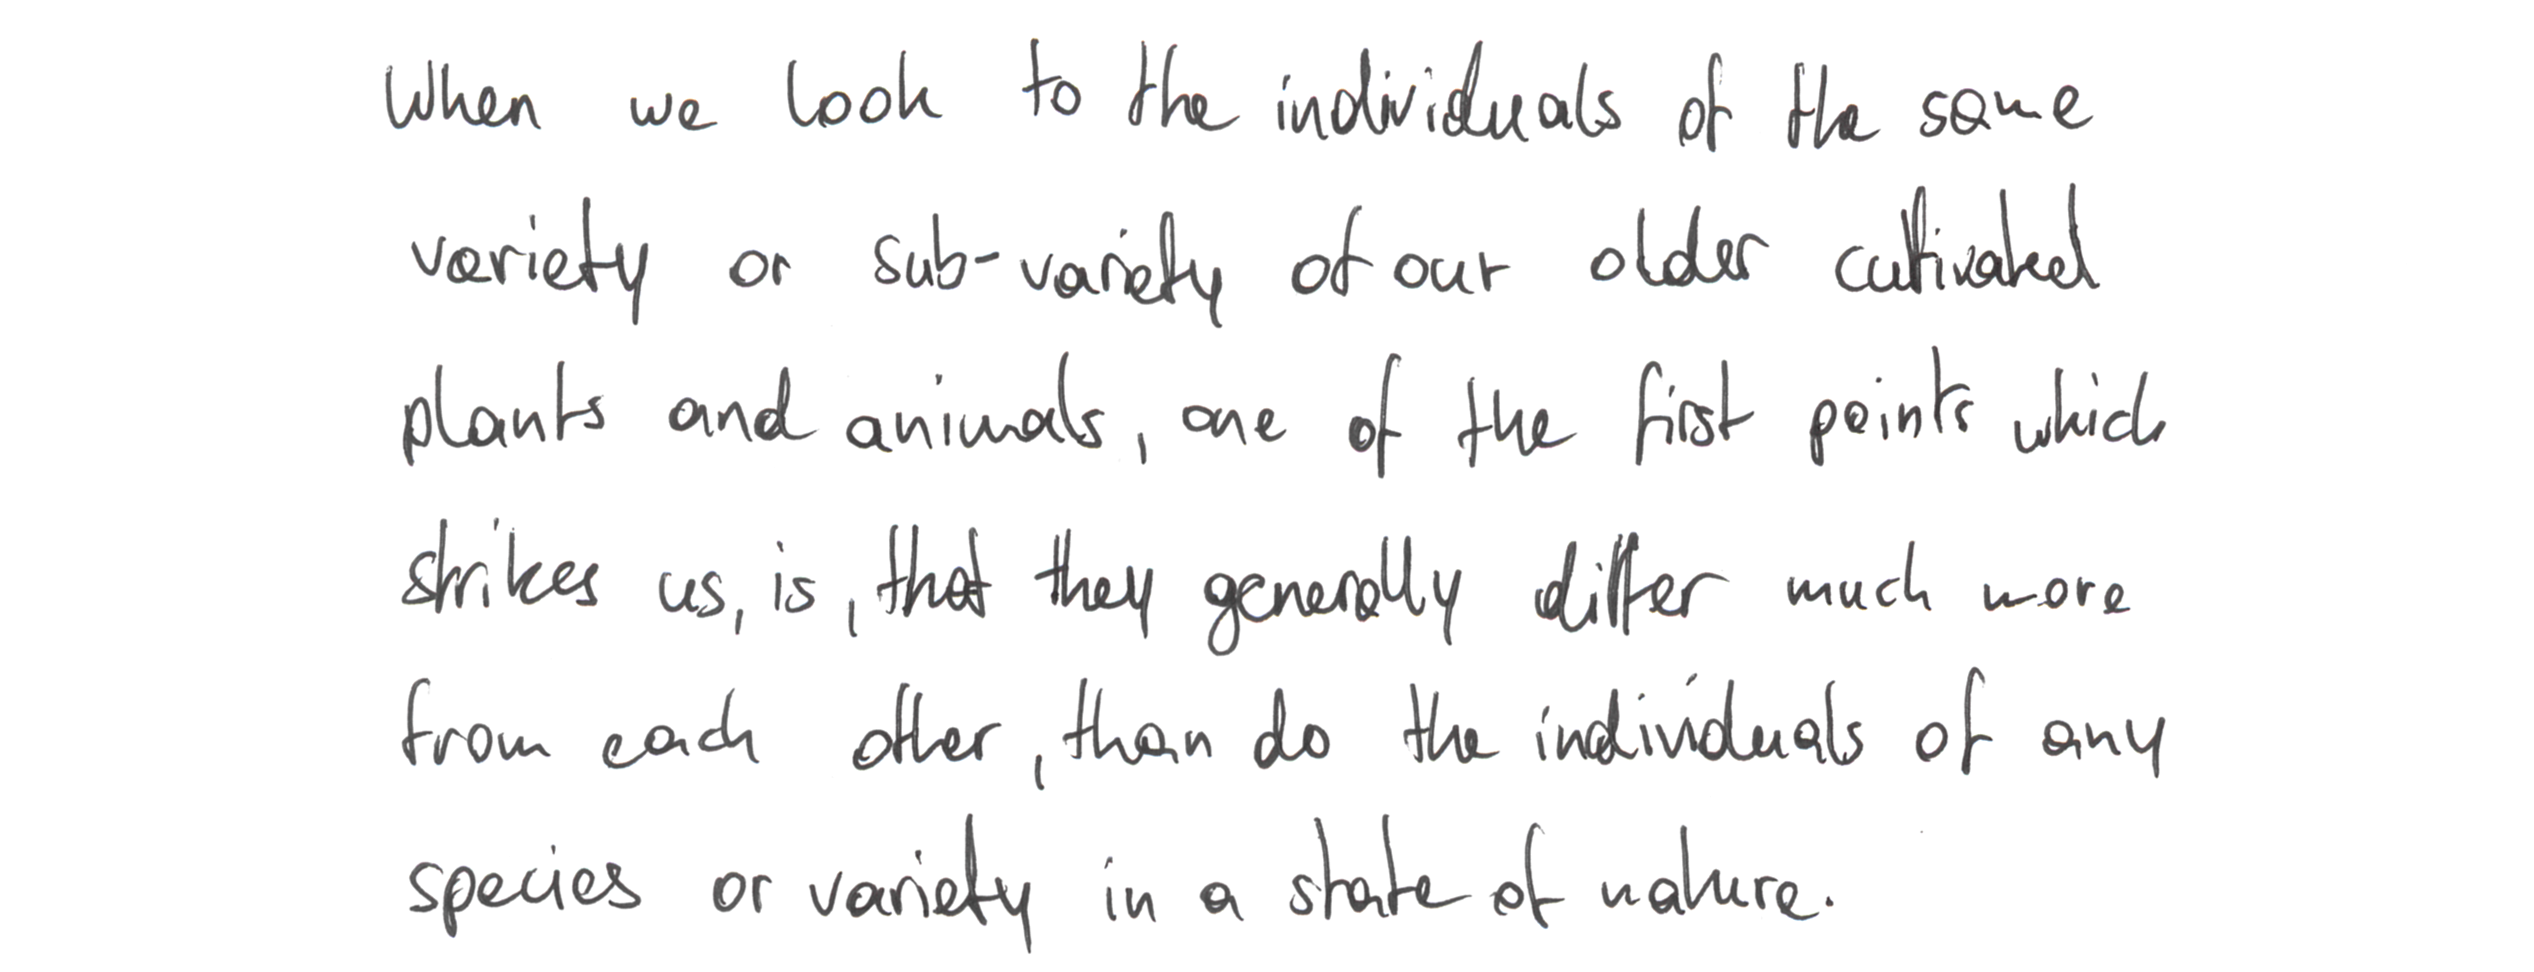 When we look to the individuals of the same
variety or sub-variety of our older cultivated
plants and animals, one of the first points which
strikes us, is, that they generally differ much more
from each other, than do the individuals of any
species or variety in a state of nature.